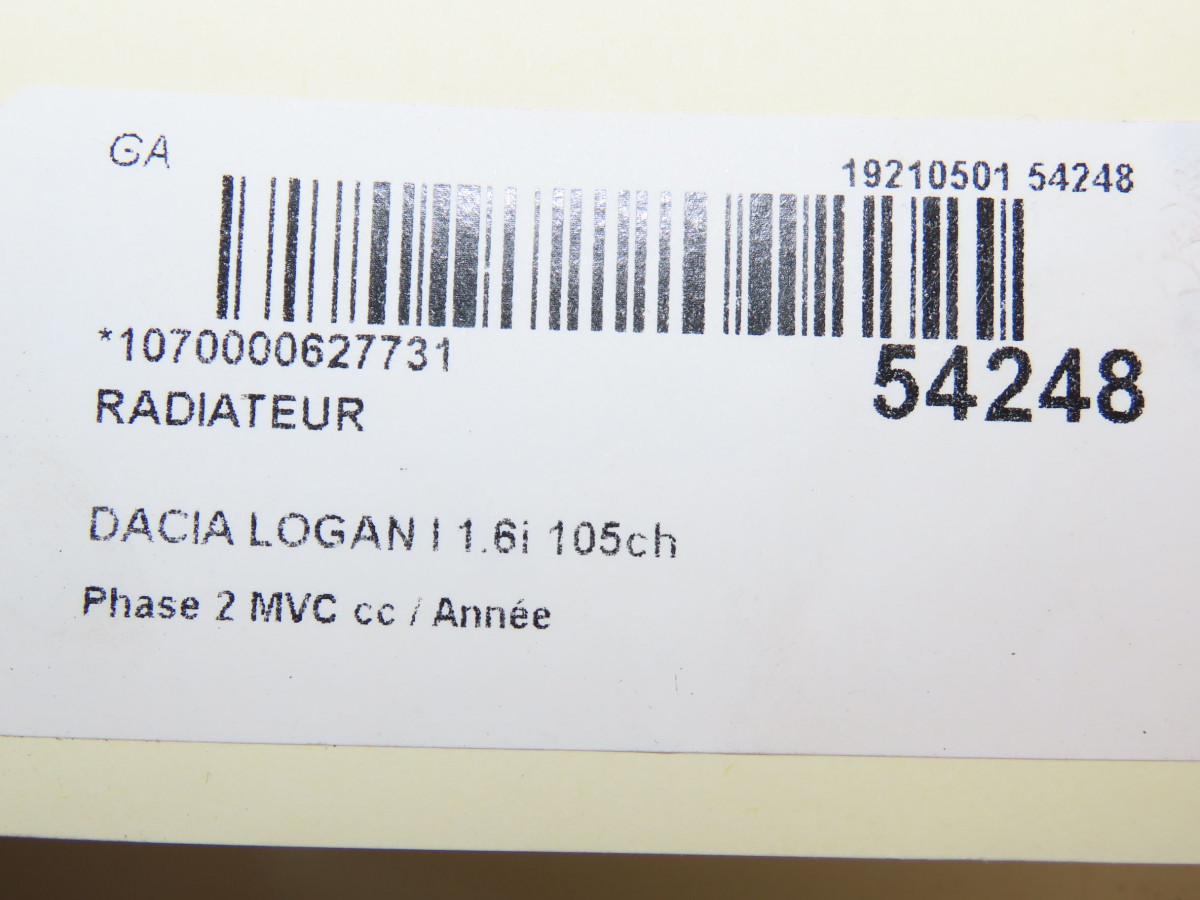 GA
19210501 54248
*1070000627731
54248
RADIATEUR
DACIA LOGAN I 1.6i 105ch
Phase 2 MVC cc / Année